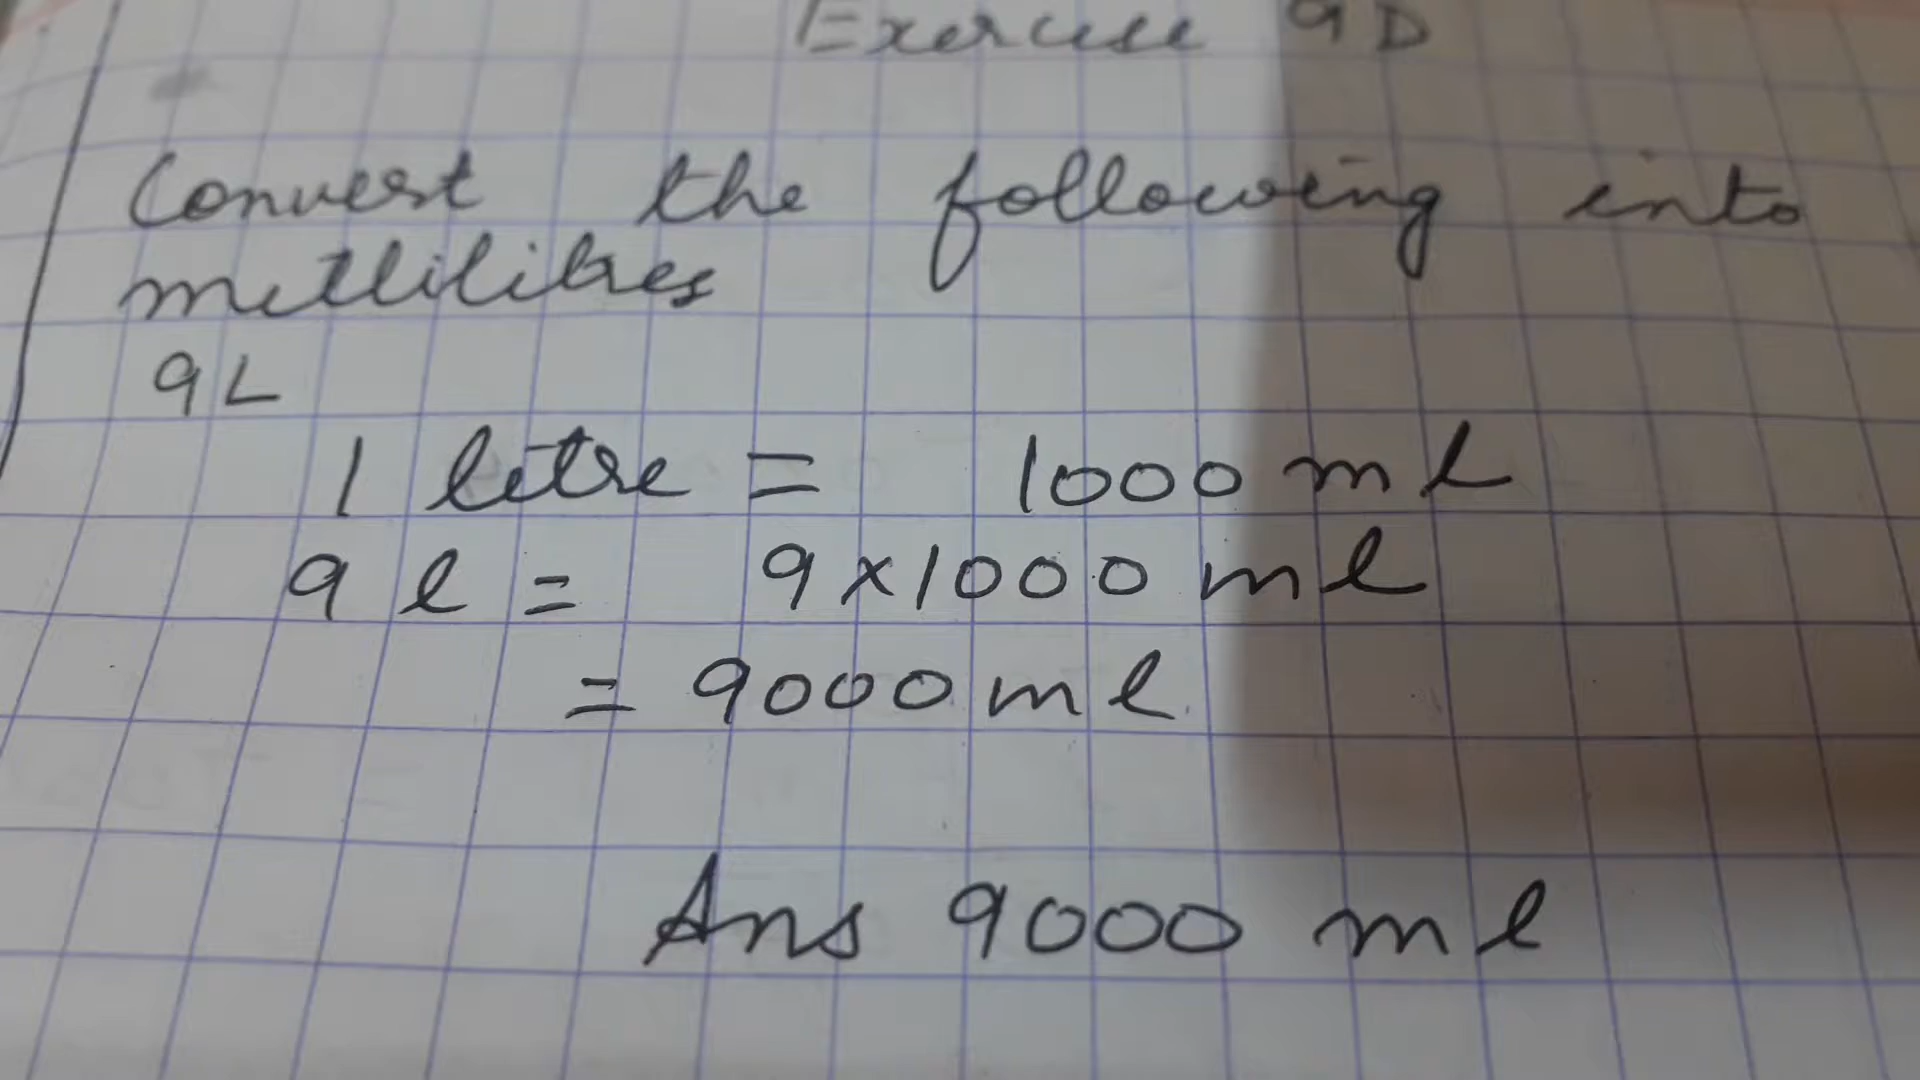 Exercise 9D
Convert the following into
millilitres
9L
1 litre = 1000 ml
9 l = 9x1000 ml
= 9000 ml
Ans 9000 ml